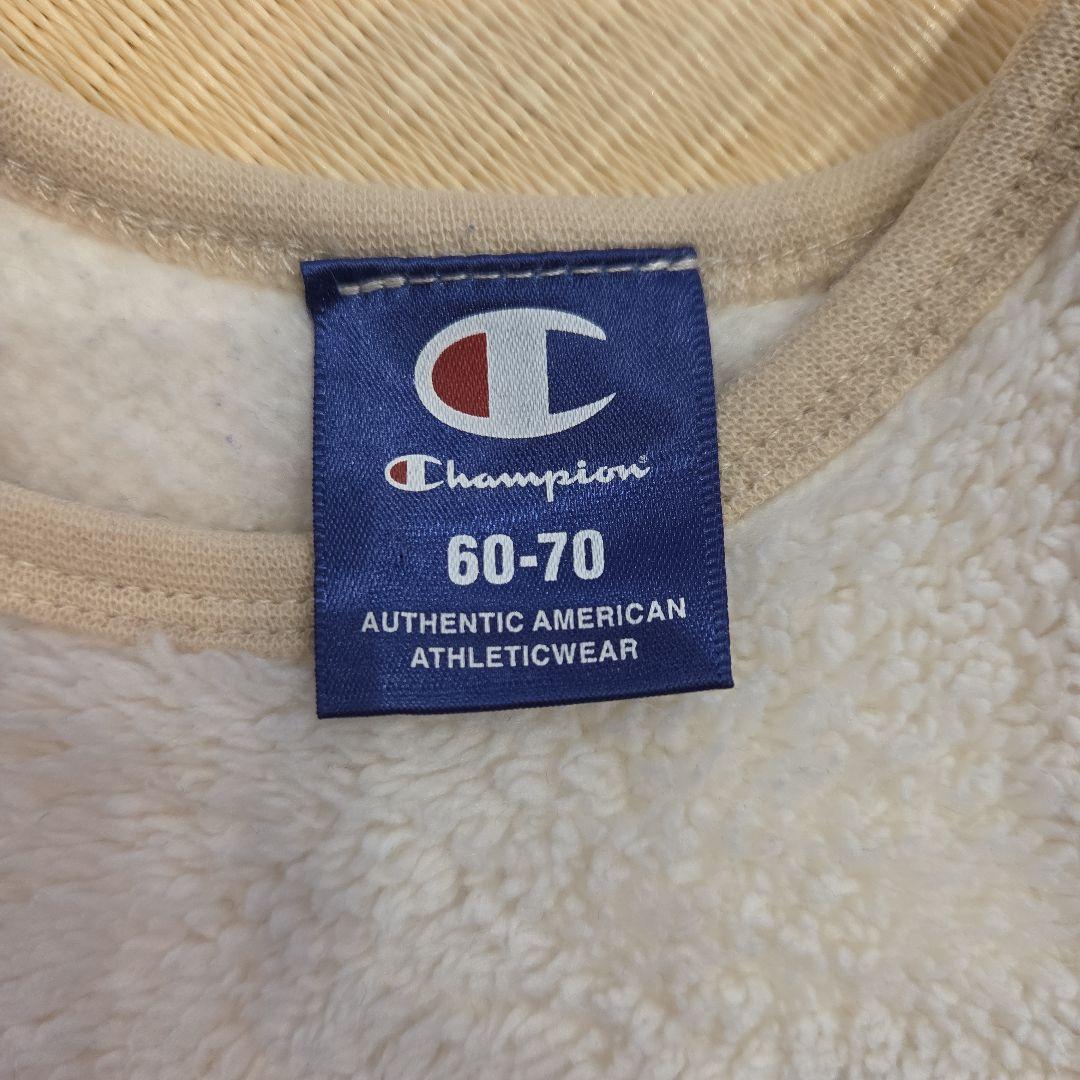 Champion
60-70
AUTHENTIC AMERICAN
ATHLETICWEAR